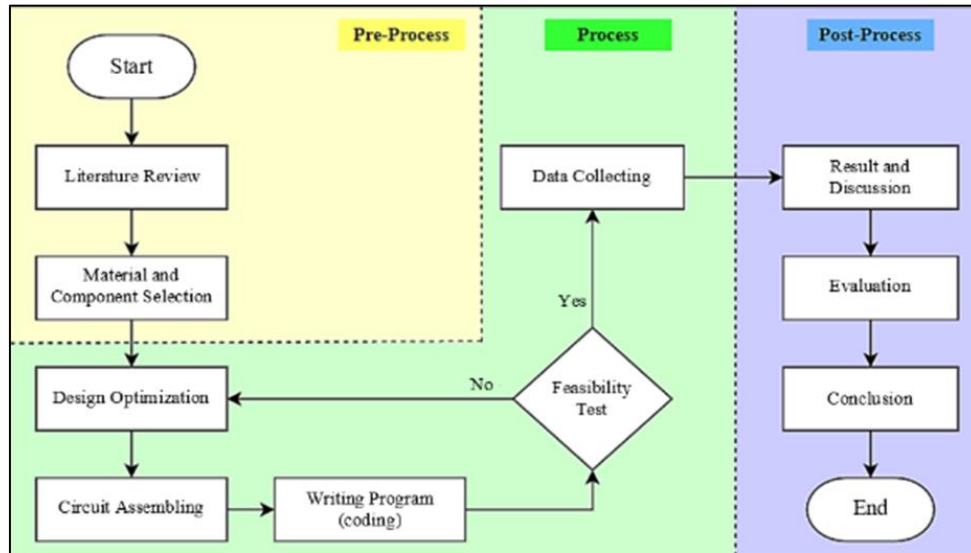 Pre-Process
Process
Post-Process
Start
Literature Review
Material and
Component Selection
Design Optimization
Circuit Assembling
Writing Program
(coding)
Feasibility
Test
No
Yes
Data Collecting
Result and
Discussion
Evaluation
Conclusion
End